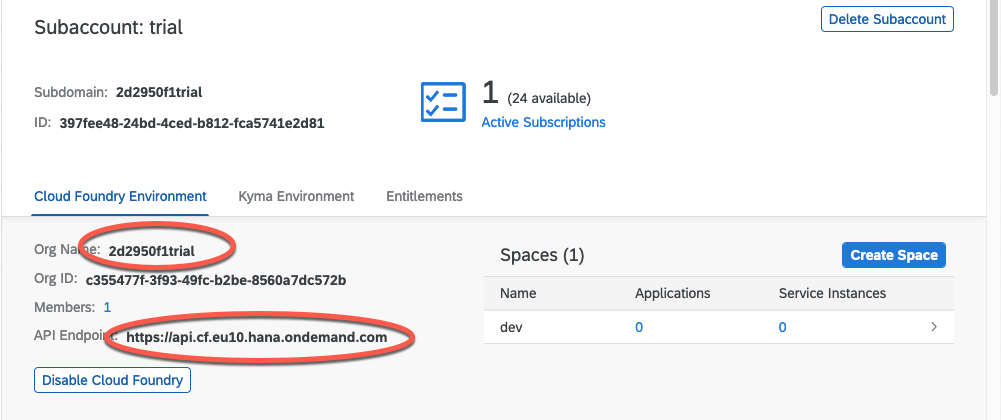 Subaccount: trial
Delete Subaccount
Subdomain: 2d2950f1trial
ID: 397fee48-24bd-4ced-b812-fca5741e2d81
1 (24 available)
Active Subscriptions
Cloud Foundry Environment Kyma Environment Entitlements
Org Name: 2d2950f1trial
Org ID: c355477f-3f93-49fc-b2be-8560a7dc572b
Members: 1
API Endpoint: https://api.cf.eu10.hana.ondemand.com
Disable Cloud Foundry
Spaces (1)
Create Space
Name Applications Service Instances
dev 0 0